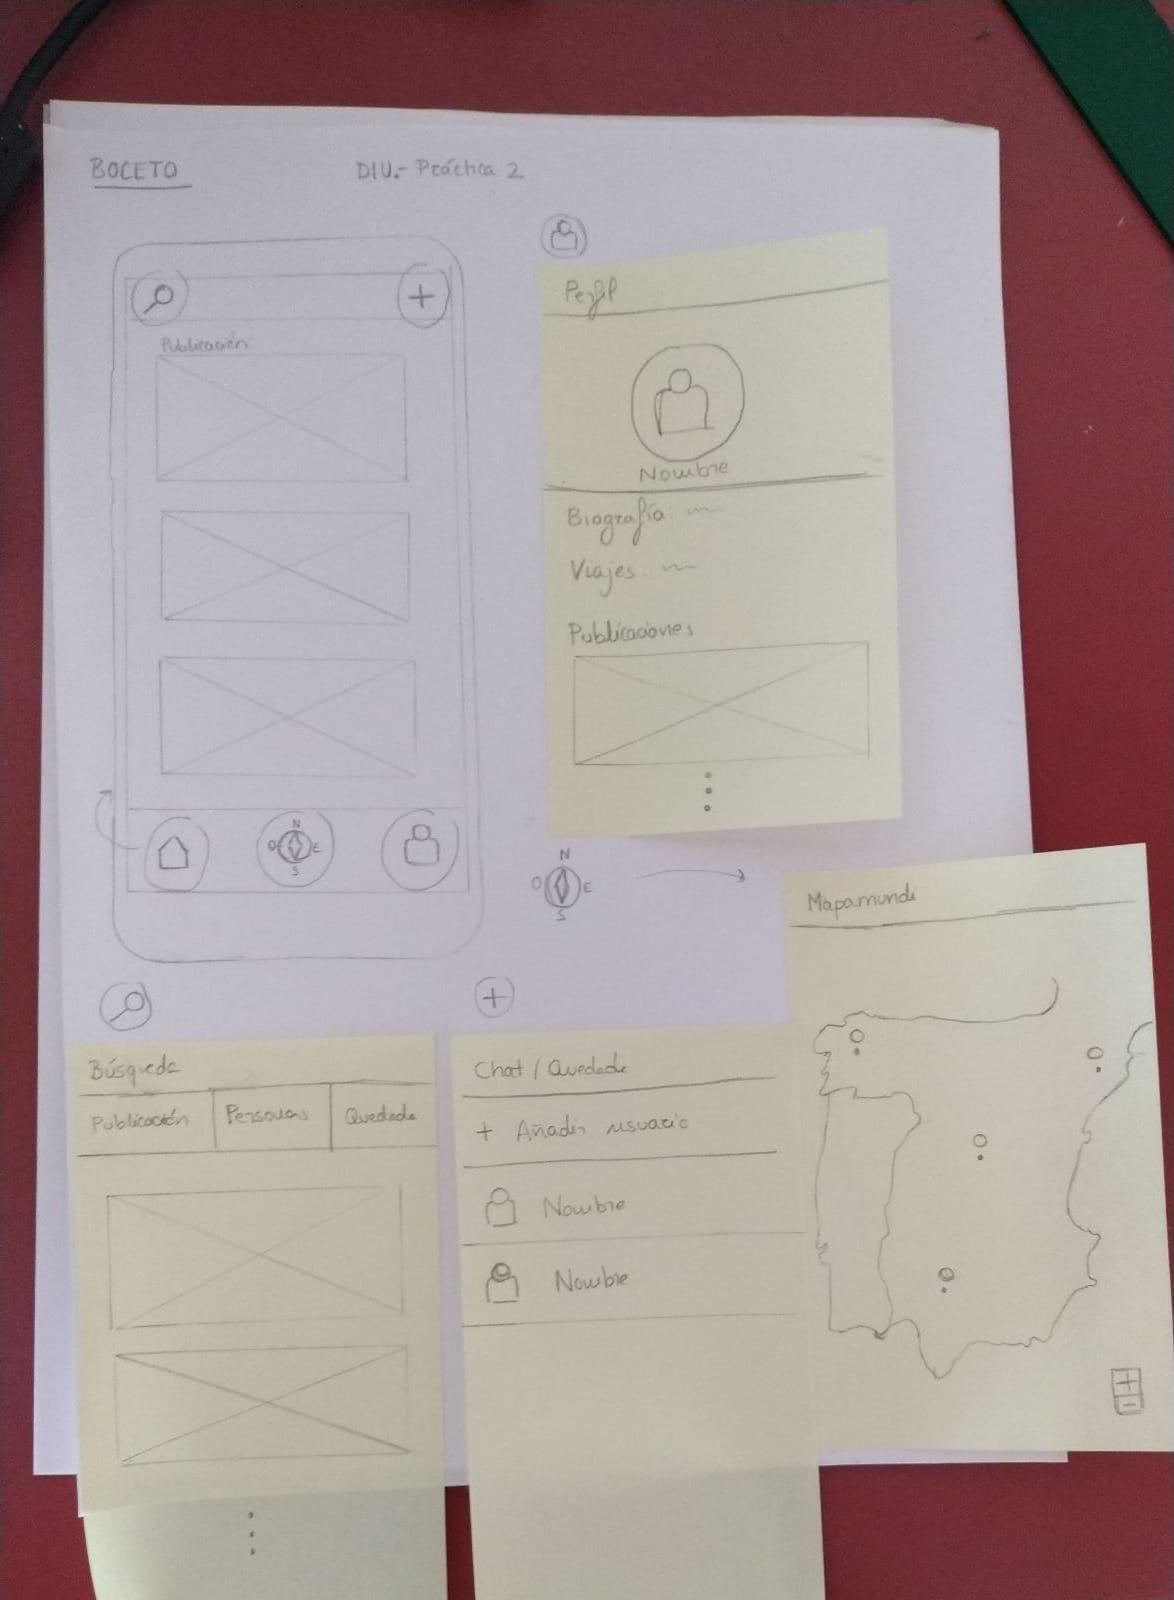 BOCETO
DIU.- Práctica 2
Publicación:
N
O E
S
Perfil
Nombre
Biografía:
Viajes:
Publicaciones
N
O E
S
Mapamundi
Búsqueda
Publicación Personas Quedada
Chat / Quedada
+ Añadir usuario
Nombre
Nombre